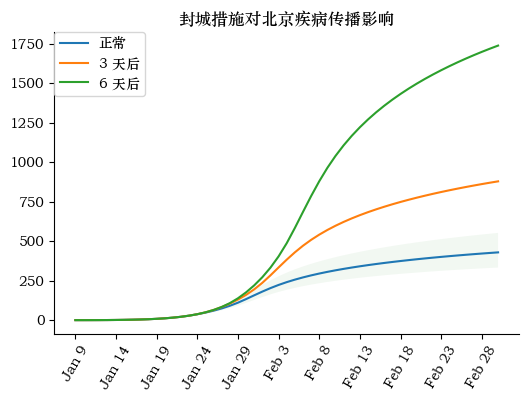 封城措施对北京疾病传播影响
1750
1500
1250
1000
750
500
250
0
正常
3 天后
6 天后
Jan 9
Jan 14
Jan 19
Jan 24
Jan 29
Feb 3
Feb 8
Feb 13
Feb 18
Feb 23
Feb 28